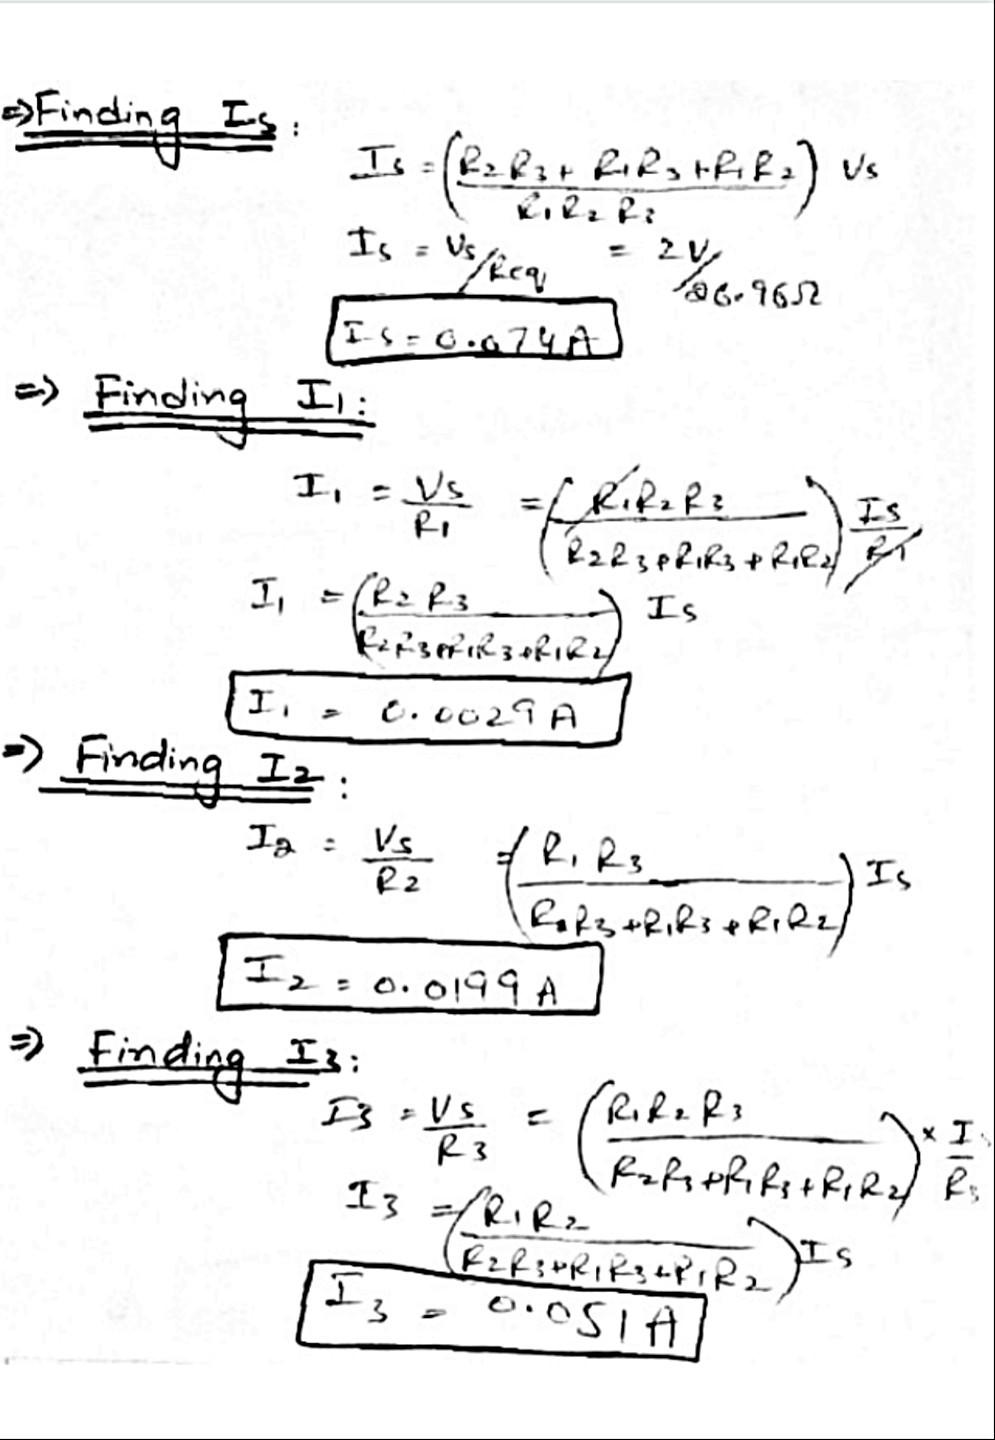 ⇒ Finding Is:
Is = (R2R3 + R1R3 + R1R2 / R1R2R3) Vs
Is = Vs/Req = 2V/26.96Ω
Is = 0.074A
⇒ Finding I1:
I1 = Vs/R1 = (R1R2R3 / R2R3+R1R3+R1R2) Is/R1
I1 = (R2R3 / R2R3+R1R3+R1R2) Is
I1 = 0.0029A
⇒ Finding I2:
I2 = Vs/R2 = (R1R3 / R2R3+R1R3+R1R2) Is
I2 = 0.0199A
⇒ Finding I3:
I3 = Vs/R3 = (R1R2R3 / R2R3+R1R3+R1R2) × I/R3
I3 = (R1R2 / R2R3+R1R3+R1R2) Is
I3 = 0.051A